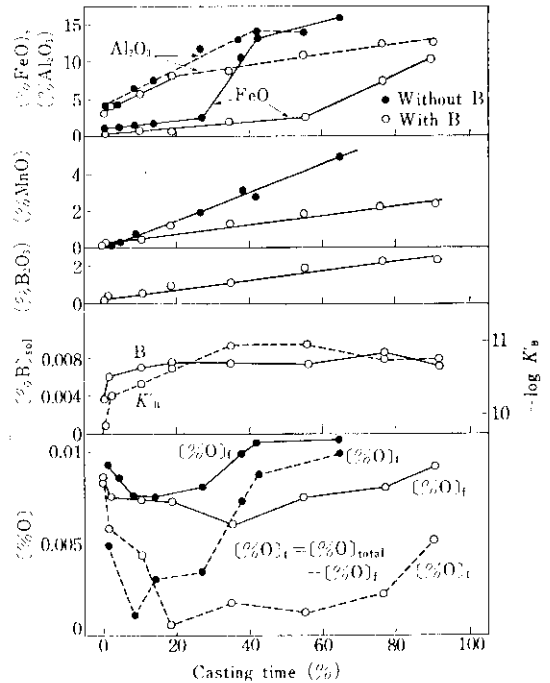 (%FeO),
(%Al₂O₃)
15
10
5
0
Al₂O₃
FeO
● Without B
○ With B
(%MnO)
4
2
0
(%B₂O₃)
2
0
[%B]sol
0.008
0.004
0
B
K'B
11
10
-log K'B
[%O]
0.01
0.005
0
[%O]f
[%O]t
[%O]f
[%O]t=[%O]total
-[%O]f
[%O]t
0 20 40 60 80 100
Casting time (%)